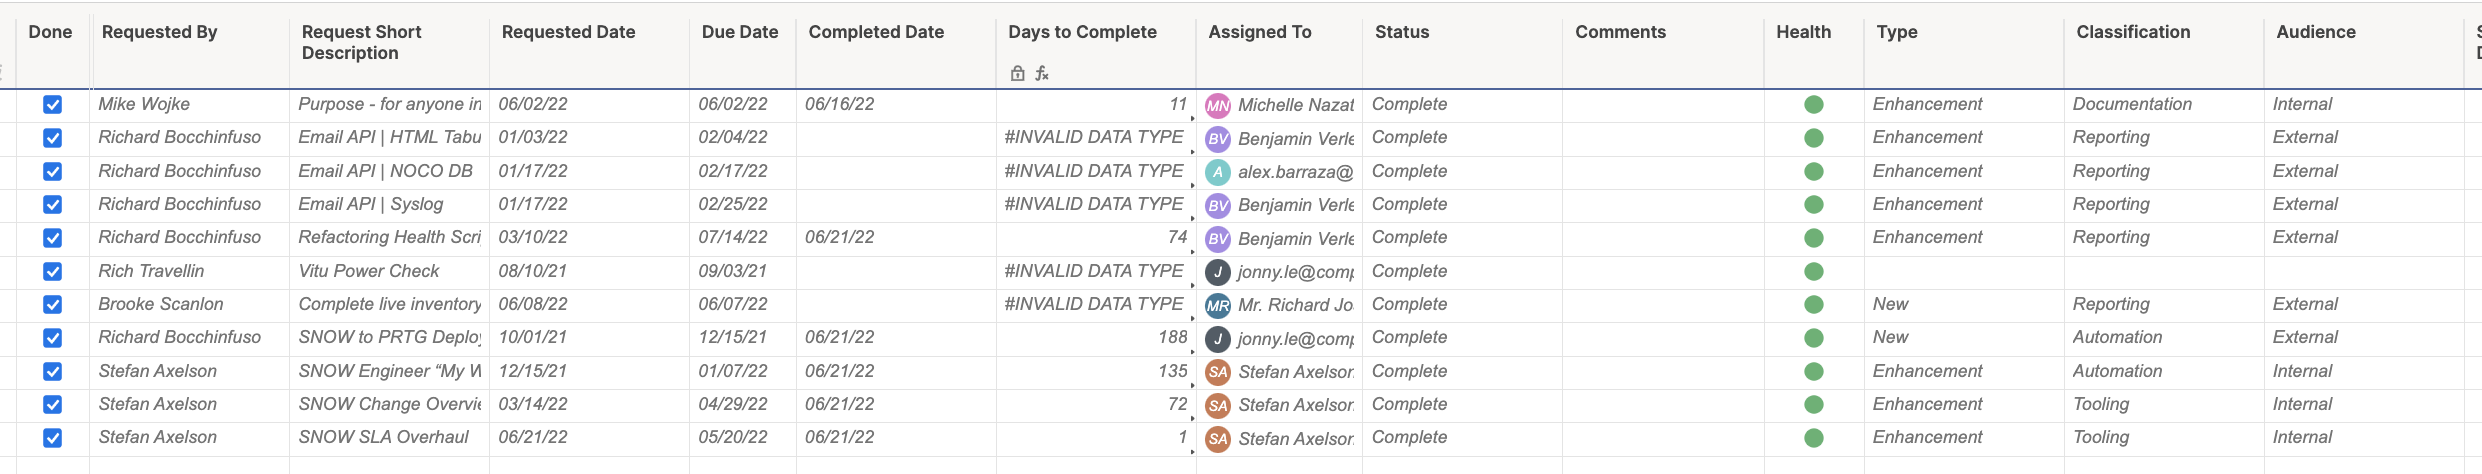 Done Requested By Request Short Description Requested Date Due Date Completed Date Days to Complete Assigned To Status Comments Health Type Classification Audience
Mike Wojke Purpose - for anyone in 06/02/22 06/02/22 06/16/22 11 MN Michelle Nazat Complete Enhancement Documentation Internal
Richard Bocchinfuso Email API | HTML Tabu 01/03/22 02/04/22 #INVALID DATA TYPE BV Benjamin Verle Complete Enhancement Reporting External
Richard Bocchinfuso Email API | NOCO DB 01/17/22 02/17/22 #INVALID DATA TYPE A alex.barraza@ Complete Enhancement Reporting External
Richard Bocchinfuso Email API | Syslog 01/17/22 02/25/22 #INVALID DATA TYPE BV Benjamin Verle Complete Enhancement Reporting External
Richard Bocchinfuso Refactoring Health Scri 03/10/22 07/14/22 06/21/22 74 BV Benjamin Verle Complete Enhancement Reporting External
Rich Travellin Vitu Power Check 08/10/21 09/03/21 #INVALID DATA TYPE J jonny.le@comp Complete
Brooke Scanlon Complete live inventory 06/08/22 06/07/22 #INVALID DATA TYPE MR Mr. Richard Jo Complete New Reporting External
Richard Bocchinfuso SNOW to PRTG Deploy 10/01/21 12/15/21 06/21/22 188 J jonny.le@comp Complete New Automation External
Stefan Axelson SNOW Engineer “My W 12/15/21 01/07/22 06/21/22 135 SA Stefan Axelson Complete Enhancement Automation Internal
Stefan Axelson SNOW Change Overvie 03/14/22 04/29/22 06/21/22 72 SA Stefan Axelson Complete Enhancement Tooling Internal
Stefan Axelson SNOW SLA Overhaul 06/21/22 05/20/22 06/21/22 1 SA Stefan Axelson Complete Enhancement Tooling Internal